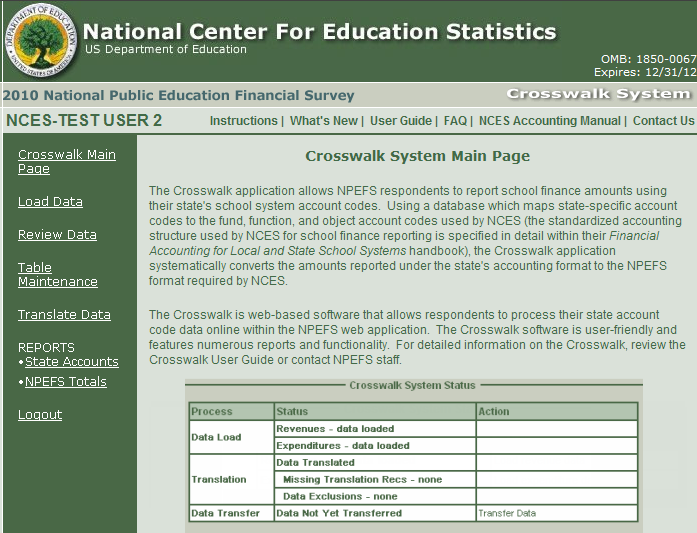 DEPARTMENT OF EDUCATION
UNITED STATES OF AMERICA
National Center For Education Statistics
US Department of Education
OMB: 1850-0067
Expires: 12/31/12
2010 National Public Education Financial Survey
Crosswalk System
NCES-TEST USER 2
Instructions | What's New | User Guide | FAQ | NCES Accounting Manual | Contact Us
Crosswalk Main
Page
Load Data
Review Data
Table
Maintenance
Translate Data
REPORTS
•State Accounts
•NPEFS Totals
Logout
Crosswalk System Main Page
The Crosswalk application allows NPEFS respondents to report school finance amounts using
their state's school system account codes. Using a database which maps state-specific account
codes to the fund, function, and object account codes used by NCES (the standardized accounting
structure used by NCES for school finance reporting is specified in detail within their Financial
Accounting for Local and State School Systems handbook), the Crosswalk application
systematically converts the amounts reported under the state's accounting format to the NPEFS
format required by NCES.
The Crosswalk is web-based software that allows respondents to process their state account
code data online within the NPEFS web application. The Crosswalk software is user-friendly and
features numerous reports and functionality. For detailed information on the Crosswalk, review the
Crosswalk User Guide or contact NPEFS staff.
Crosswalk System Status
Process Status Action
Data Load Revenues - data loaded
Expenditures - data loaded
Translation Data Translated
Missing Translation Recs - none
Data Exclusions - none
Data Transfer Data Not Yet Transferred Transfer Data